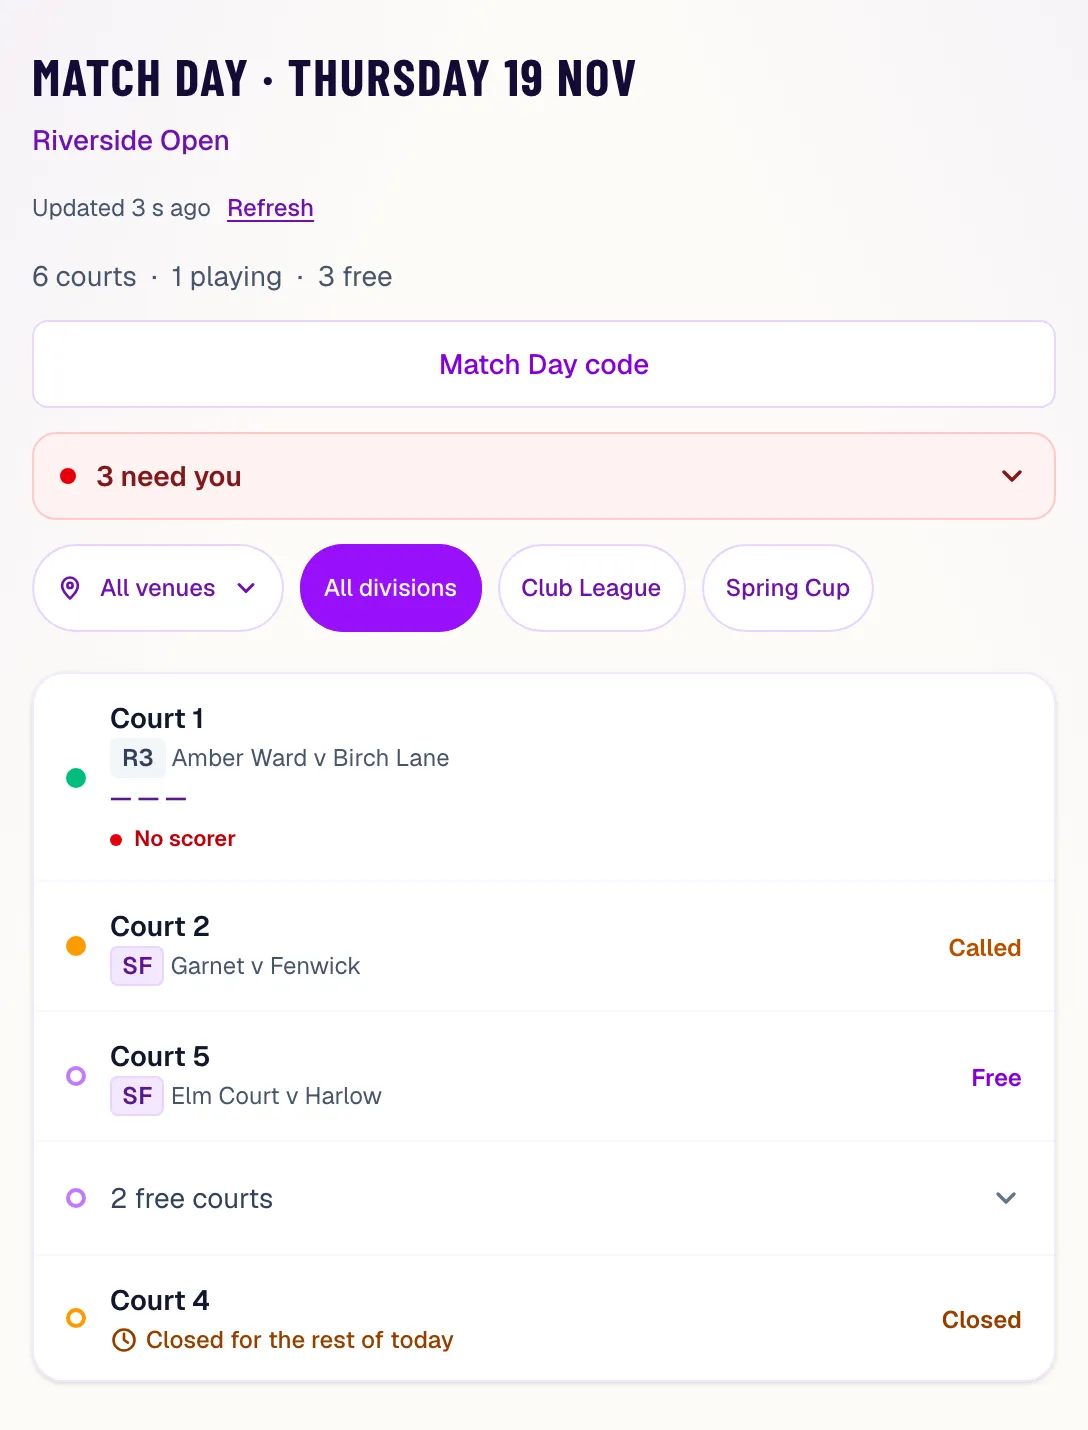 MATCH DAY · THURSDAY 19 NOV
Riverside Open
Updated 3 s ago Refresh
6 courts · 1 playing · 3 free
Match Day code
3 need you
All venues All divisions Club League Spring Cup
Court 1
R3 Amber Ward v Birch Lane
— — —
No scorer
Court 2
SF Garnet v Fenwick
Called
Court 5
SF Elm Court v Harlow
Free
2 free courts
Court 4
Closed for the rest of today
Closed